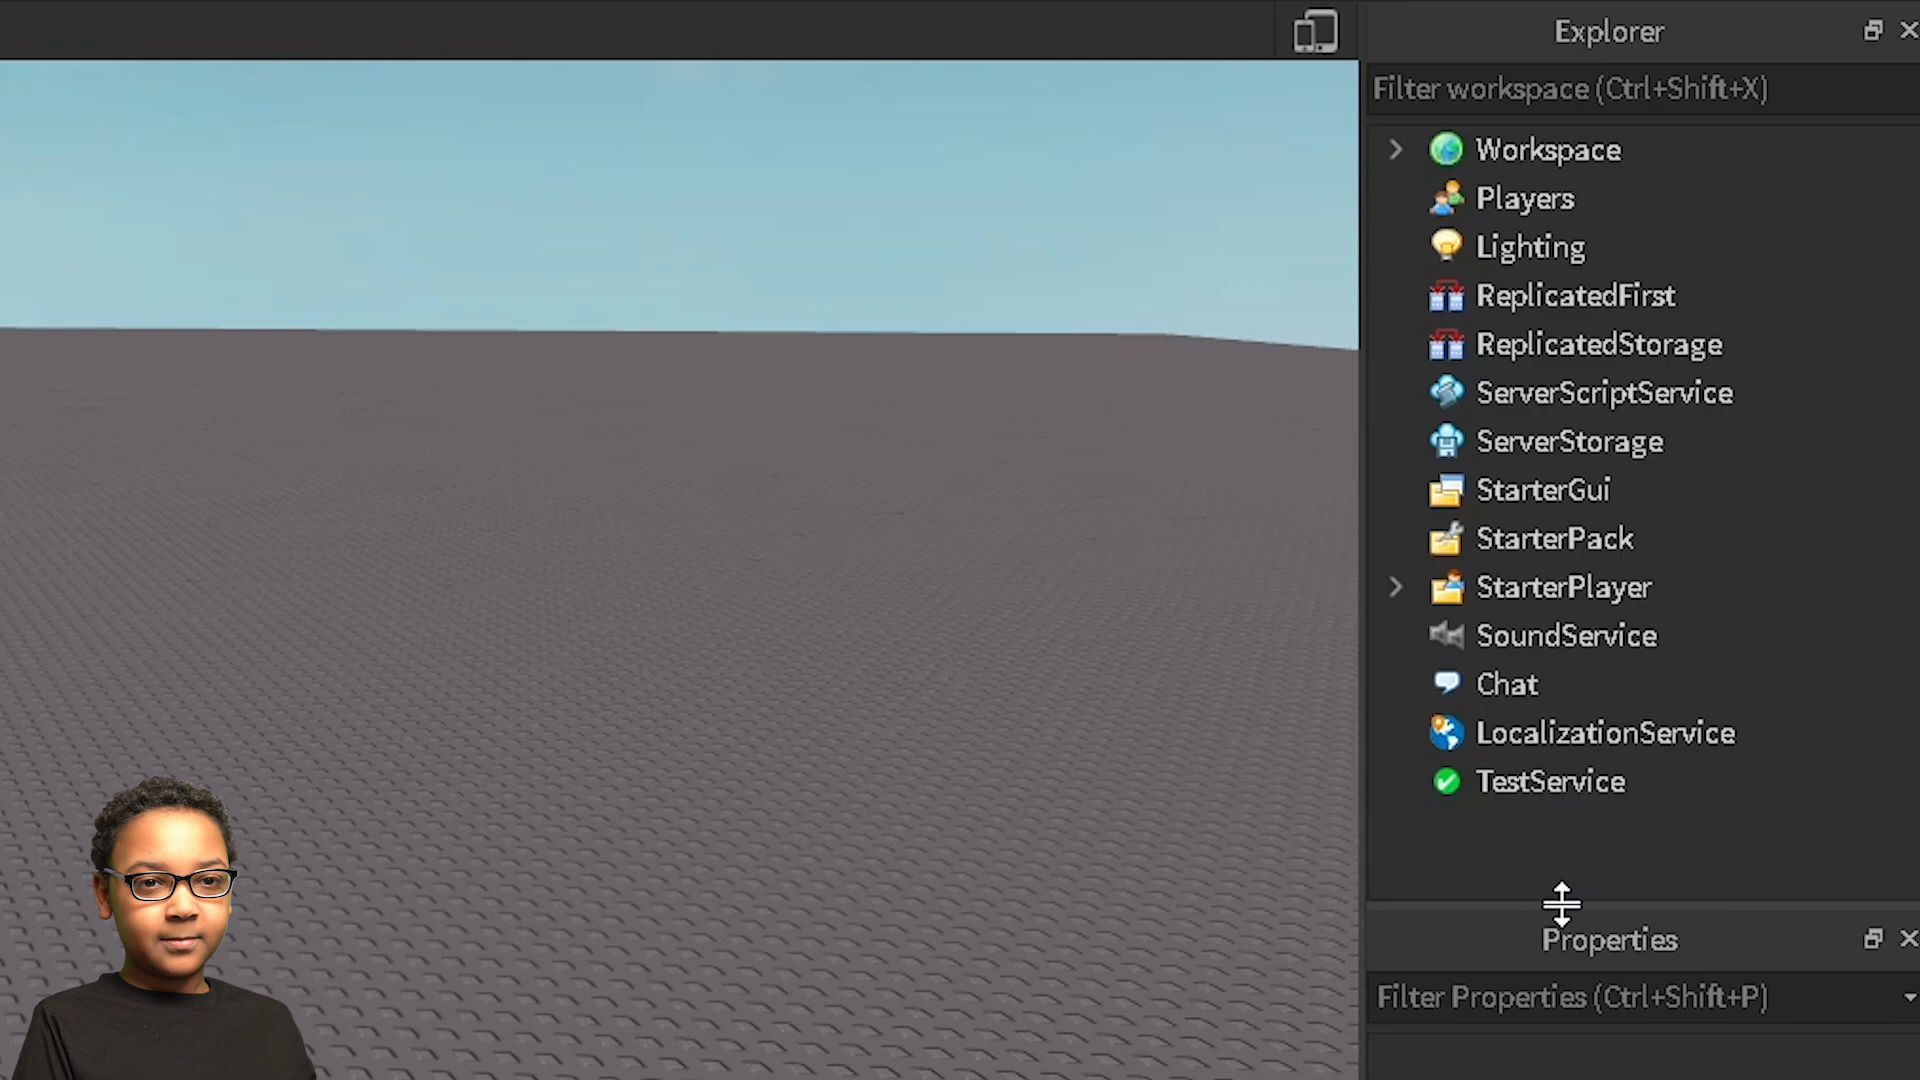 Explorer
Filter workspace (Ctrl+Shift+X)
Workspace
Players
Lighting
ReplicatedFirst
ReplicatedStorage
ServerScriptService
ServerStorage
StarterGui
StarterPack
StarterPlayer
SoundService
Chat
LocalizationService
TestService
Properties
Filter Properties (Ctrl+Shift+P)